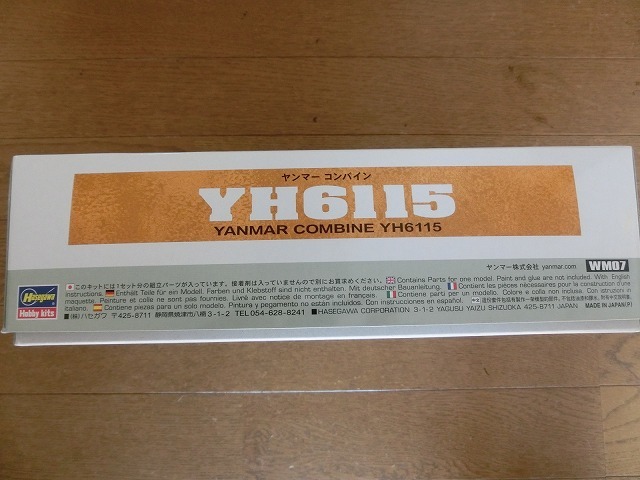 ヤンマー コンバイン
YH6115
YANMAR COMBINE YH6115
ヤンマー株式会社 yanmar.com WM07
このキットには1セット分の組立パーツが入っています。接着剤は入っていませんので別にお買求めください。 Contains Parts for one model. Paint and glue are not included. With English
instructions. Enthält Teile für ein Modell. Farben und Klebstoff sind nicht enthalten. Mit deutscher Bauanleitung. Contient les pièces nécessaires pour la construction d'une
maquette. Peinture et colle ne sont pas fournies. Livré avec notice de montage en français. Contiene parti per un modello. Colore e colla non inclusi. Con istruzioni in
italiano. Contiene piezas para un solo modelo. Pintura y pegamento no están incluidos. Con instrucciones en español.
■(株)ハセガワ 〒425-8711 静岡県焼津市八楠3-1-2 TEL054-628-8241 ■HASEGAWA CORPORATION 3-1-2 YAGUSU YAIZU SHIZUOKA 425-8711 JAPAN MADE IN JAPAN
Hasegawa
Hobby kits